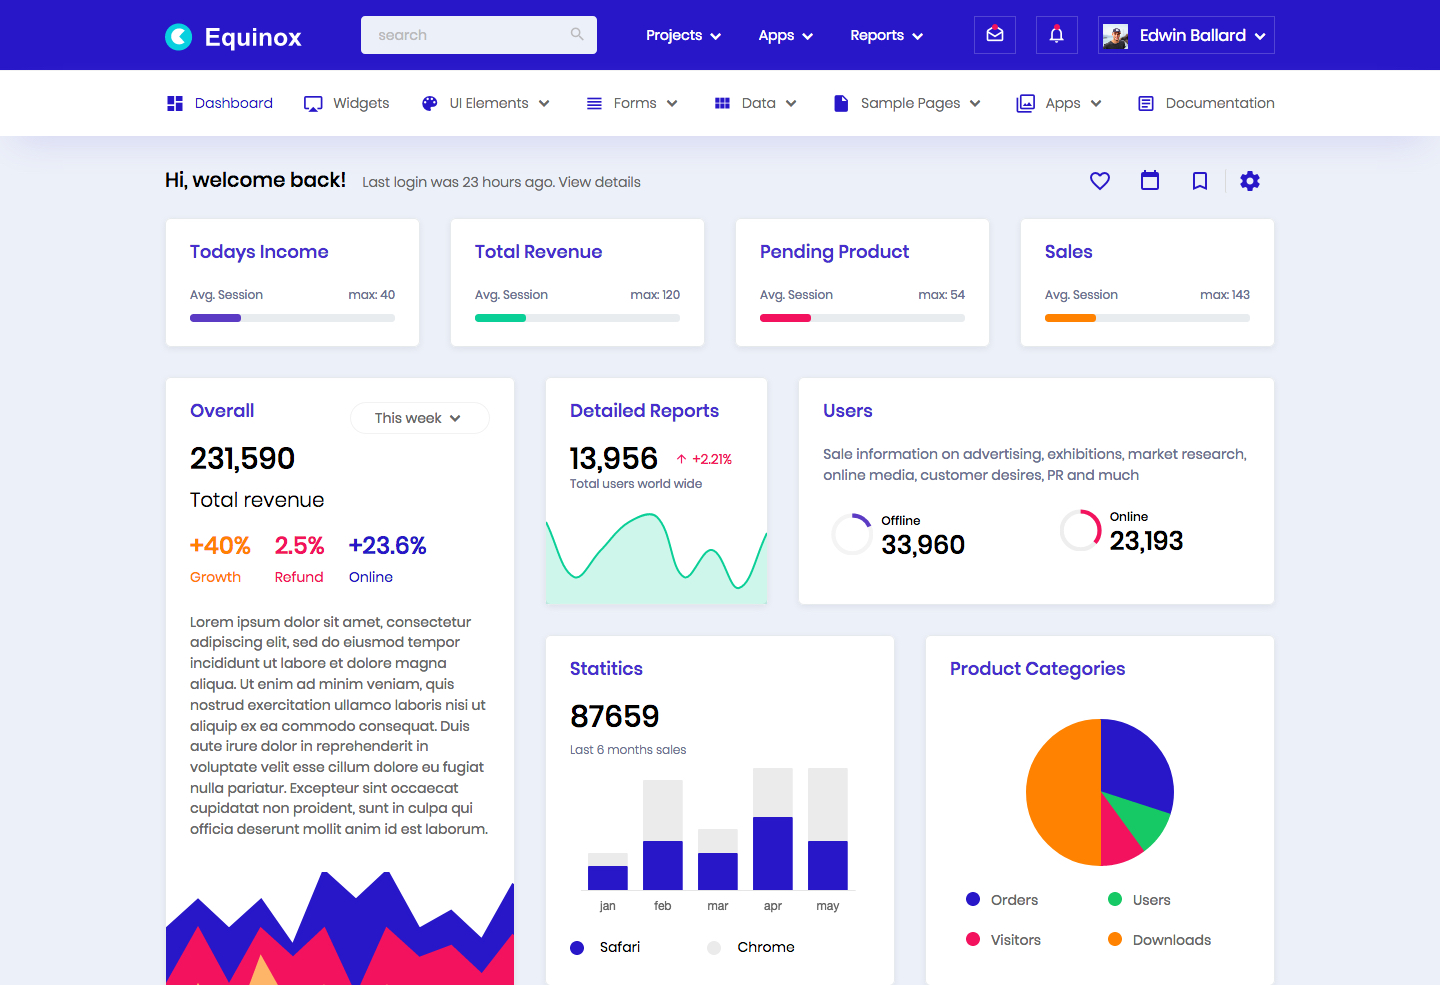 Equinox
search
Projects
Apps
Reports
Edwin Ballard
Dashboard
Widgets
UI Elements
Forms
Data
Sample Pages
Apps
Documentation
Hi, welcome back!
Last login was 23 hours ago. View details
Todays Income
Avg. Session
max: 40
Total Revenue
Avg. Session
max: 120
Pending Product
Avg. Session
max: 54
Sales
Avg. Session
max: 143
Overall
This week
231,590
Total revenue
+40%
2.5%
+23.6%
Growth
Refund
Online
Lorem ipsum dolor sit amet, consectetur
adipiscing elit, sed do eiusmod tempor
incididunt ut labore et dolore magna
aliqua. Ut enim ad minim veniam, quis
nostrud exercitation ullamco laboris nisi ut
aliquip ex ea commodo consequat. Duis
aute irure dolor in reprehenderit in
voluptate velit esse cillum dolore eu fugiat
nulla pariatur. Excepteur sint occaecat
cupidatat non proident, sunt in culpa qui
officia deserunt mollit anim id est laborum.
Detailed Reports
13,956
+2.21%
Total users world wide
Users
Sale information on advertising, exhibitions, market research,
online media, customer desires, PR and much
Offline
33,960
Online
23,193
Statitics
87659
Last 6 months sales
jan
feb
mar
apr
may
Safari
Chrome
Product Categories
Orders
Users
Visitors
Downloads